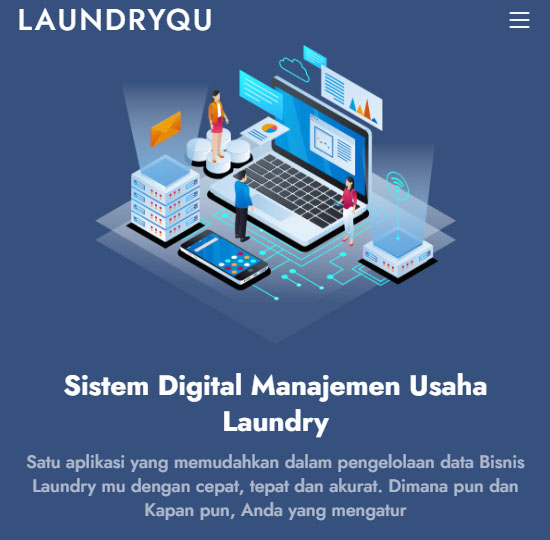 LAUNDRYQU
Sistem Digital Manajemen Usaha
Laundry
Satu aplikasi yang memudahkan dalam pengelolaan data Bisnis
Laundry mu dengan cepat, tepat dan akurat. Dimana pun dan
Kapan pun, Anda yang mengatur